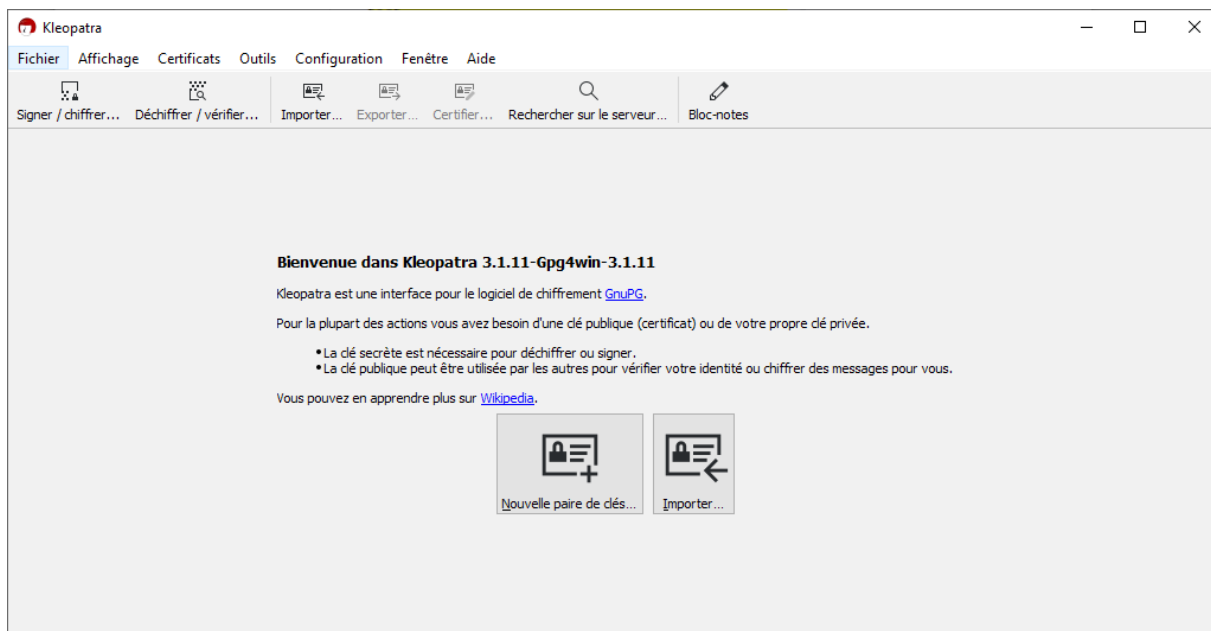 Kleopatra
Fichier Affichage Certificats Outils Configuration Fenêtre Aide
Signer / chiffrer... Déchiffrer / vérifier... Importer... Exporter... Certifier... Rechercher sur le serveur... Bloc-notes
Bienvenue dans Kleopatra 3.1.11-Gpg4win-3.1.11
Kleopatra est une interface pour le logiciel de chiffrement GnuPG.
Pour la plupart des actions vous avez besoin d'une clé publique (certificat) ou de votre propre clé privée.
• La clé secrète est nécessaire pour déchiffrer ou signer.
• La clé publique peut être utilisée par les autres pour vérifier votre identité ou chiffrer des messages pour vous.
Vous pouvez en apprendre plus sur Wikipedia.
Nouvelle paire de clés... Importer...